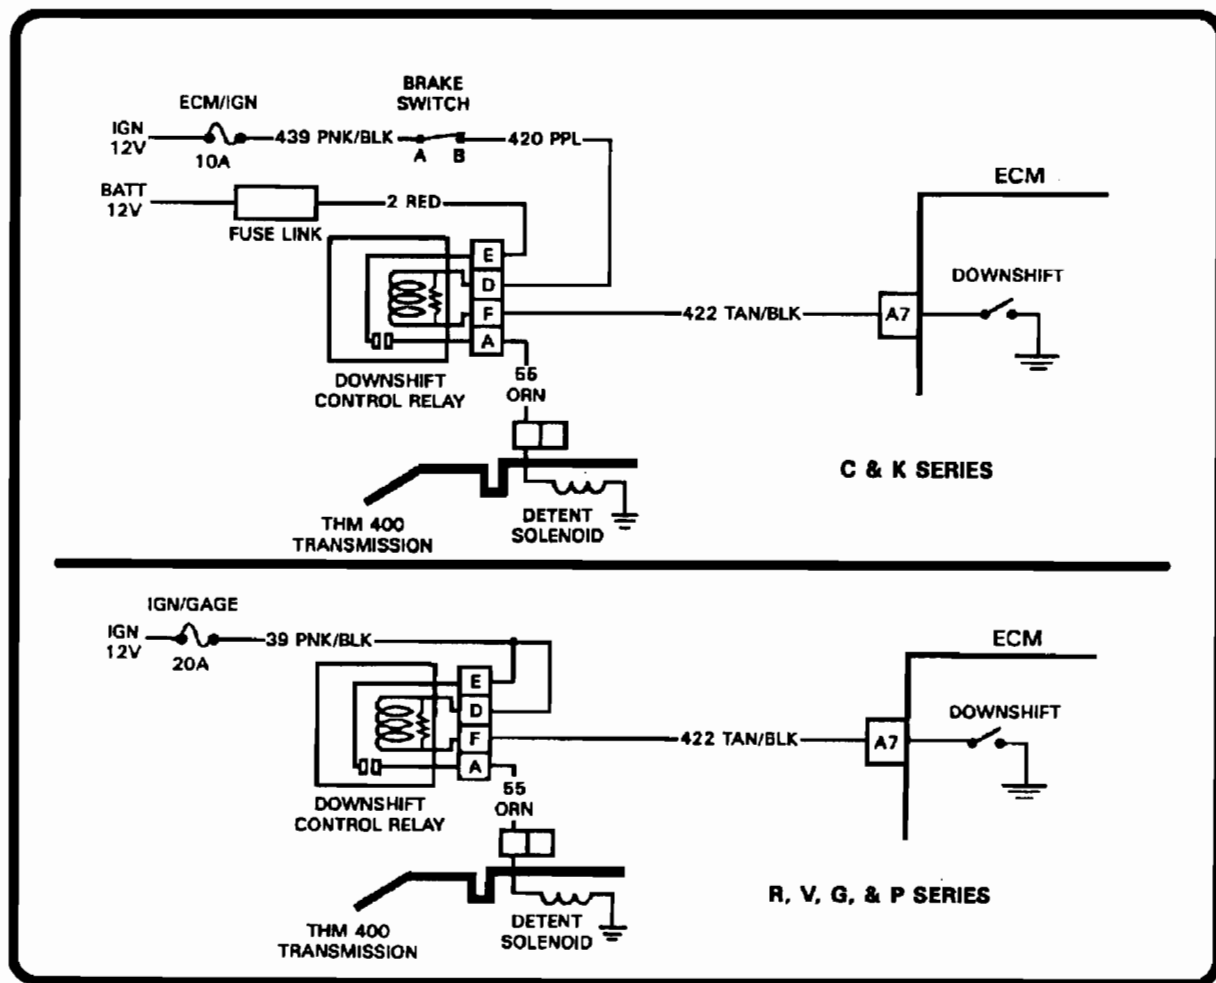 BRAKE
SWITCH
ECM/IGN
IGN
12V
10A
439 PNK/BLK
A B
420 PPL
BATT
12V
FUSE LINK
2 RED
E
D
F
A
DOWNSHIFT
CONTROL RELAY
55
ORN
422 TAN/BLK
A7
ECM
DOWNSHIFT
C & K SERIES
THM 400
TRANSMISSION
DETENT
SOLENOID
IGN/GAGE
IGN
12V
20A
39 PNK/BLK
E
D
F
A
DOWNSHIFT
CONTROL RELAY
55
ORN
422 TAN/BLK
A7
ECM
DOWNSHIFT
R, V, G, & P SERIES
THM 400
TRANSMISSION
DETENT
SOLENOID